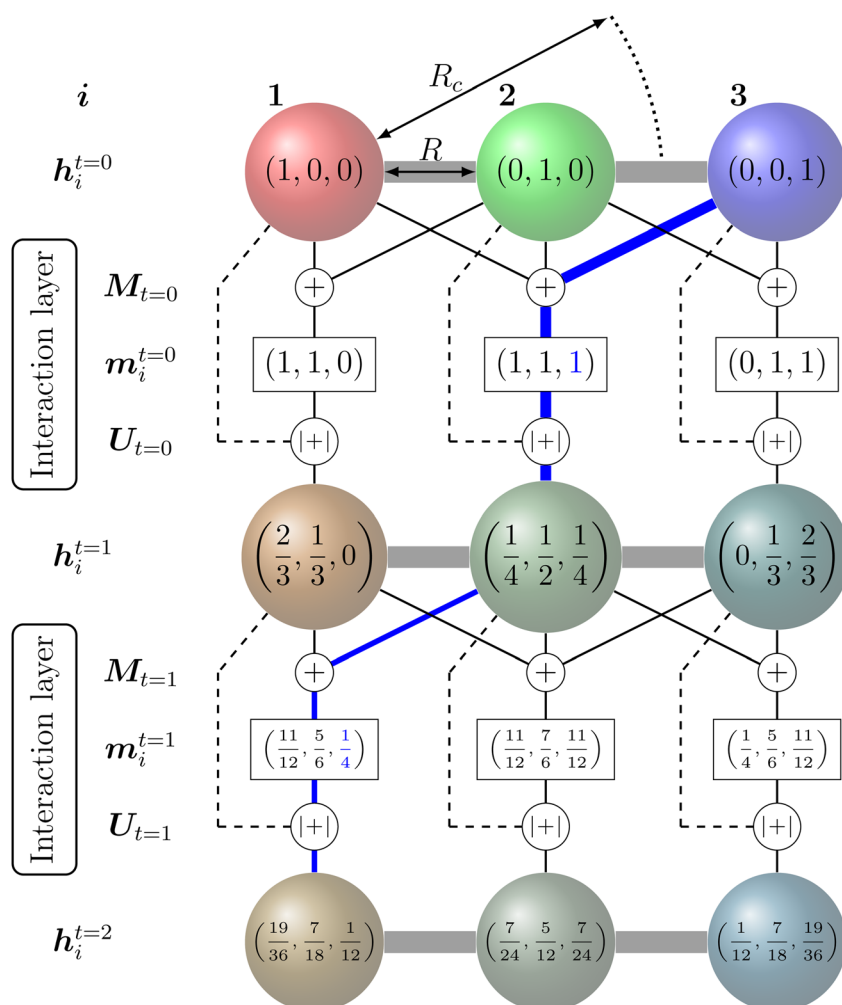 R_c
i 1 2 3
h_i^{t=0} (1, 0, 0) R (0, 1, 0) (0, 0, 1)
Interaction layer
M_{t=0} + + +
m_i^{t=0} (1, 1, 0) (1, 1, 1) (0, 1, 1)
U_{t=0} |+| |+| |+|
h_i^{t=1} (2/3, 1/3, 0) (1/4, 1/2, 1/4) (0, 1/3, 2/3)
Interaction layer
M_{t=1} + + +
m_i^{t=1} (11/12, 5/6, 1/4) (11/12, 7/6, 11/12) (1/4, 5/6, 11/12)
U_{t=1} |+| |+| |+|
h_i^{t=2} (19/36, 7/18, 1/12) (7/24, 5/12, 7/24) (1/12, 7/18, 19/36)